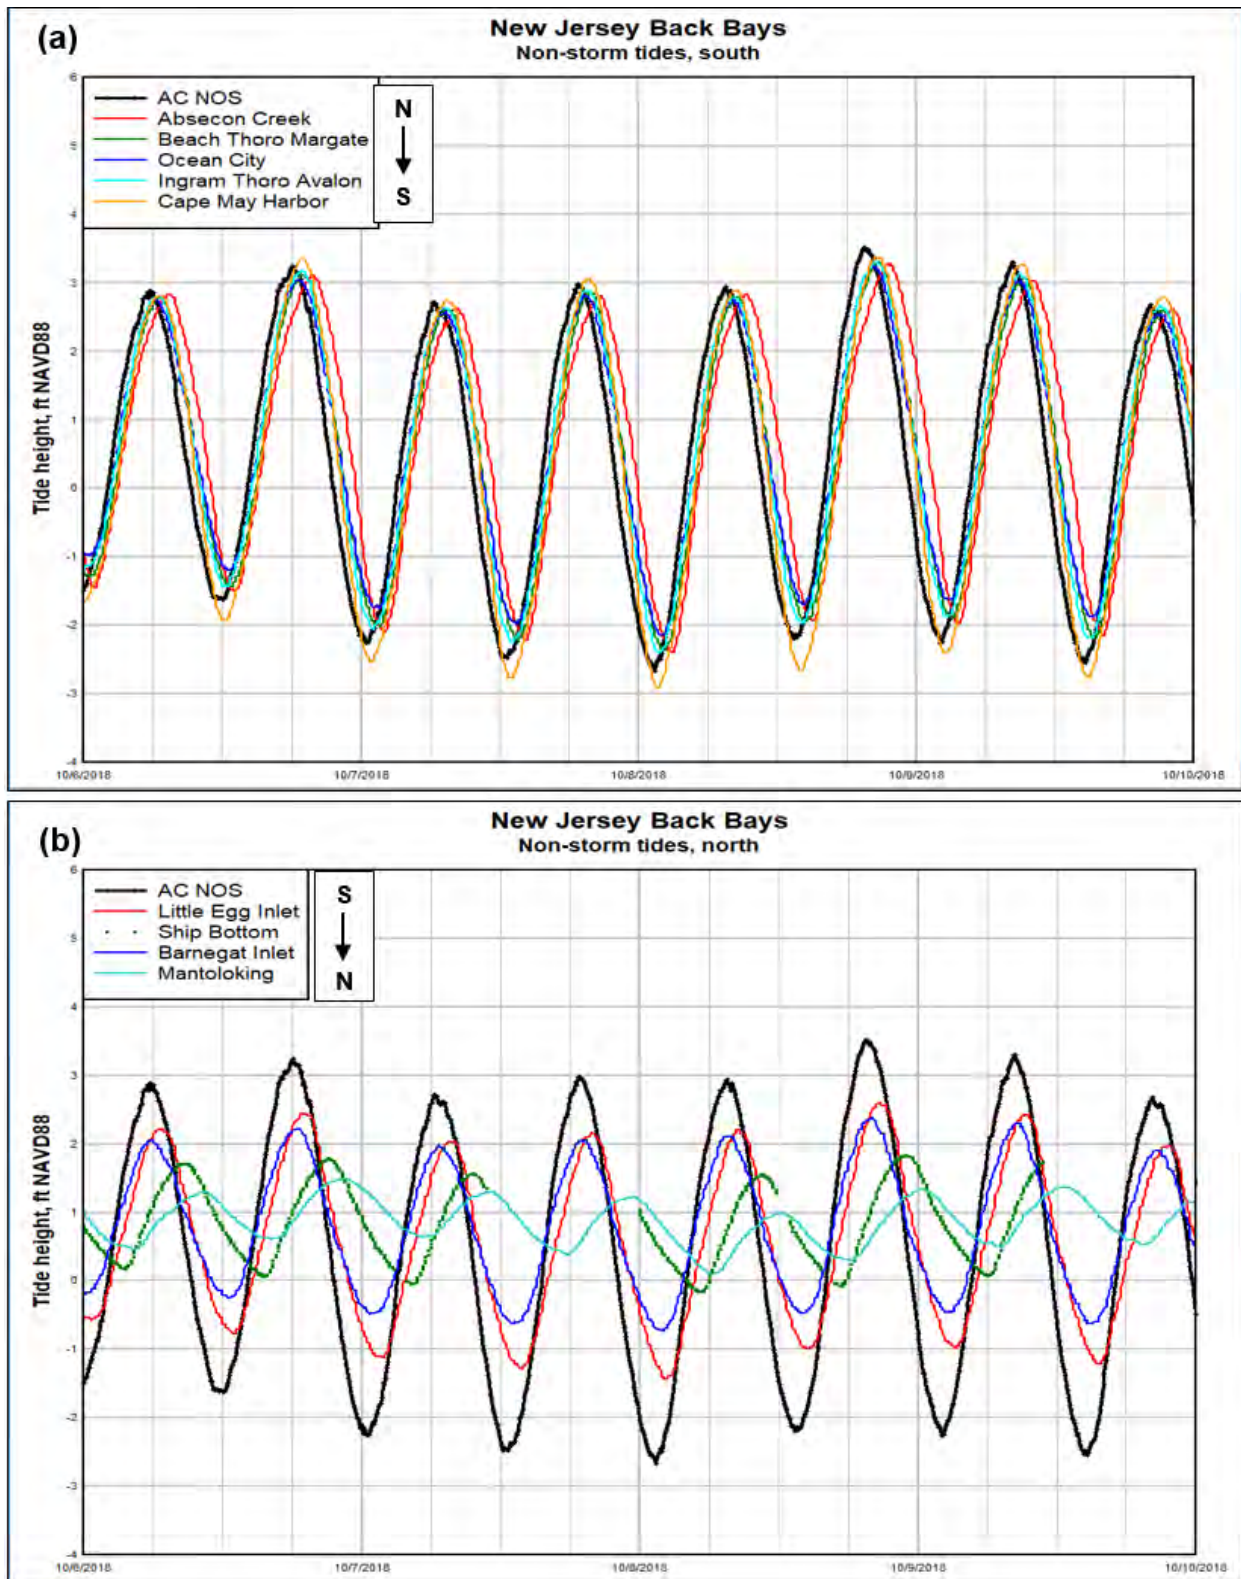 (a)
New Jersey Back Bays
Non-storm tides, south
AC NOS
Absecon Creek
Beach Thoro Margate
Ocean City
Ingram Thoro Avalon
Cape May Harbor
N
S
Tide height, ft NAVD88
6
5
4
3
2
1
0
-1
-2
-3
-4
10/6/2018
10/7/2018
10/8/2018
10/9/2018
10/10/2018
(b)
New Jersey Back Bays
Non-storm tides, north
AC NOS
Little Egg Inlet
Ship Bottom
Barnegat Inlet
Mantoloking
S
N
Tide height, ft NAVD88
6
5
4
3
2
1
0
-1
-2
-3
-4
10/6/2018
10/7/2018
10/8/2018
10/9/2018
10/10/2018